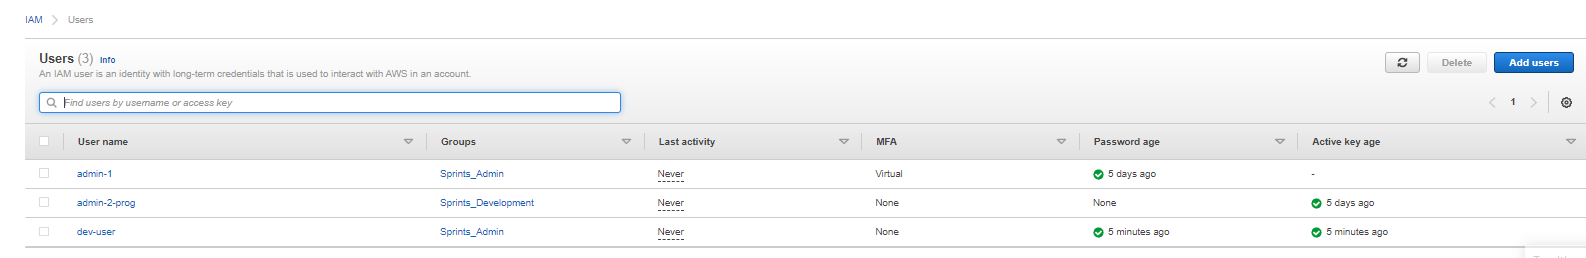 IAM > Users
Users (3) Info
An IAM user is an identity with long-term credentials that is used to interact with AWS in an account.
Delete
Add users
Find users by username or access key
1
User name Groups Last activity MFA Password age Active key age
admin-1 Sprints_Admin Never Virtual 5 days ago -
admin-2-prog Sprints_Development Never None None 5 days ago
dev-user Sprints_Admin Never None 5 minutes ago 5 minutes ago